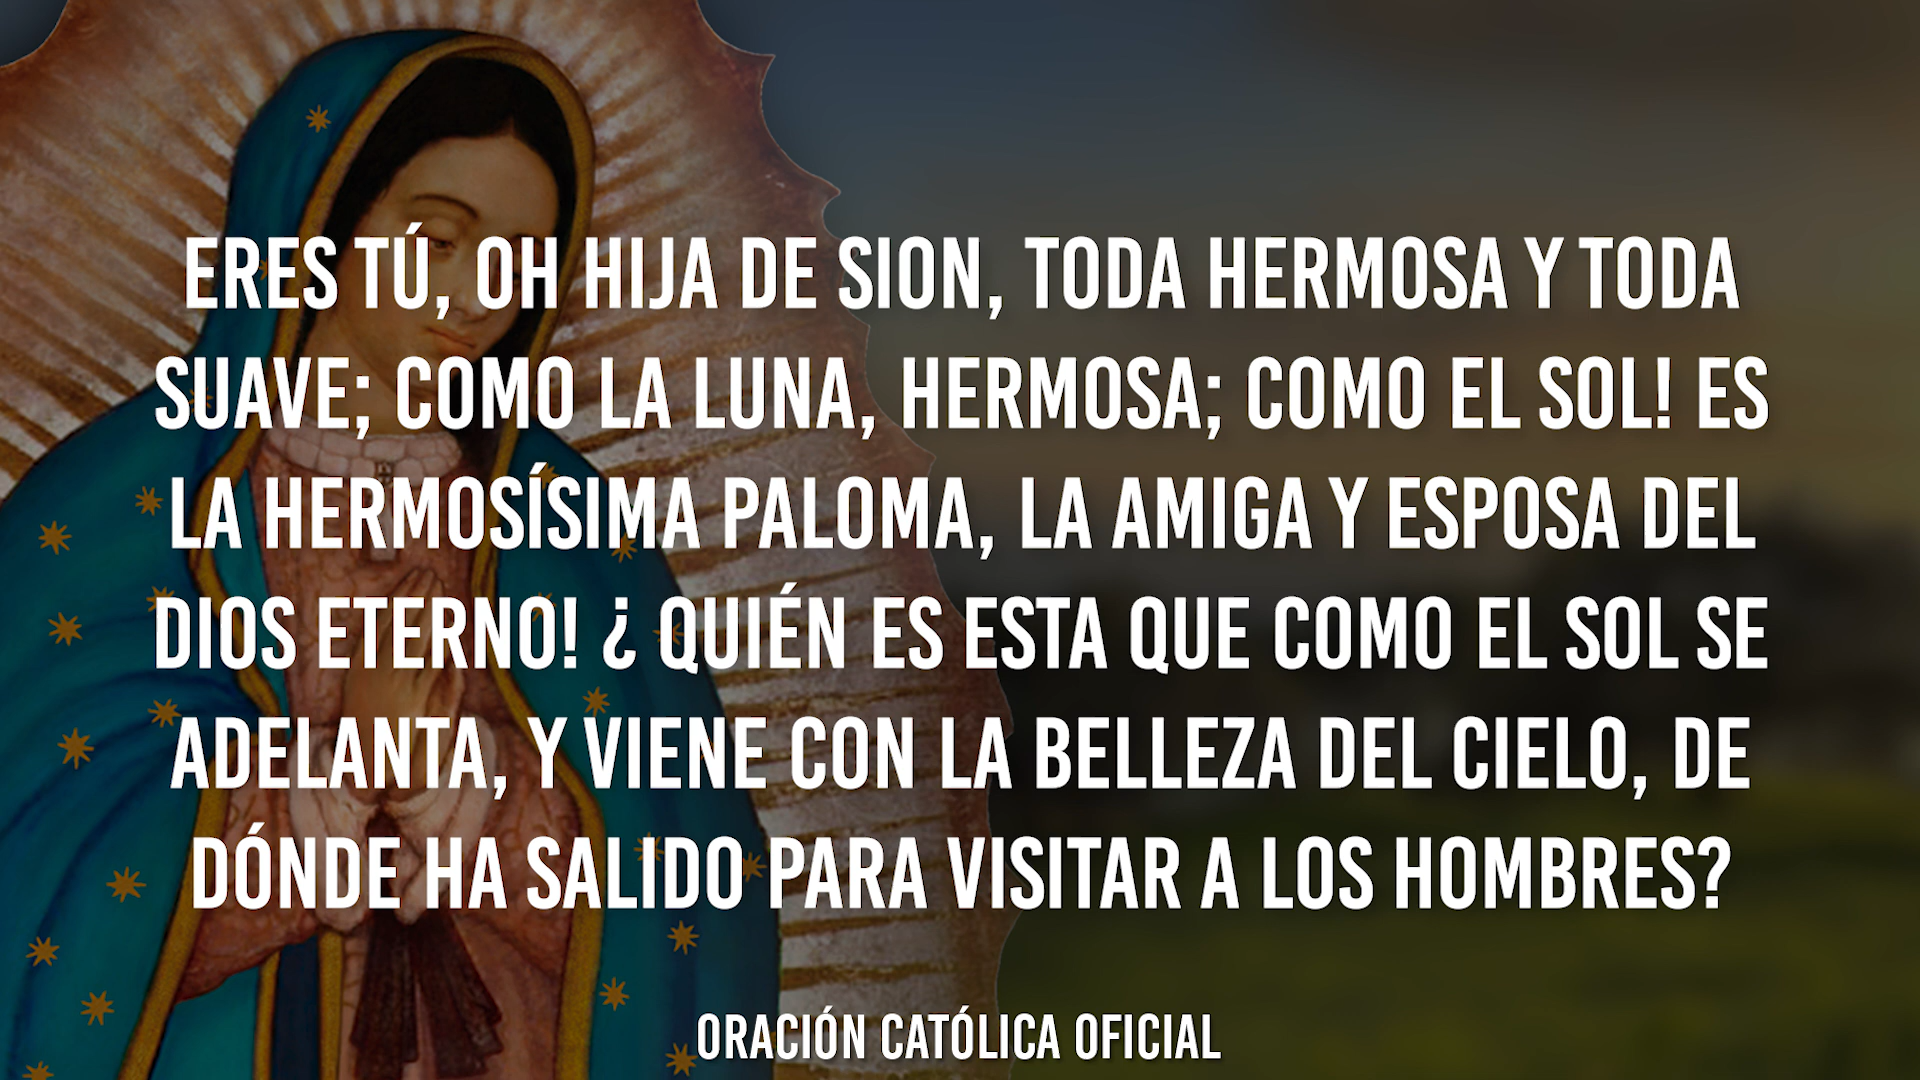 ERES TÚ, OH HIJA DE SION, TODA HERMOSA Y TODA
SUAVE; COMO LA LUNA, HERMOSA; COMO EL SOL! ES
LA HERMOSÍSIMA PALOMA, LA AMIGA Y ESPOSA DEL
DIOS ETERNO! ¿ QUIÉN ES ESTA QUE COMO EL SOL SE
ADELANTA, Y VIENE CON LA BELLEZA DEL CIELO, DE
DÓNDE HA SALIDO PARA VISITAR A LOS HOMBRES?
ORACIÓN CATÓLICA OFICIAL